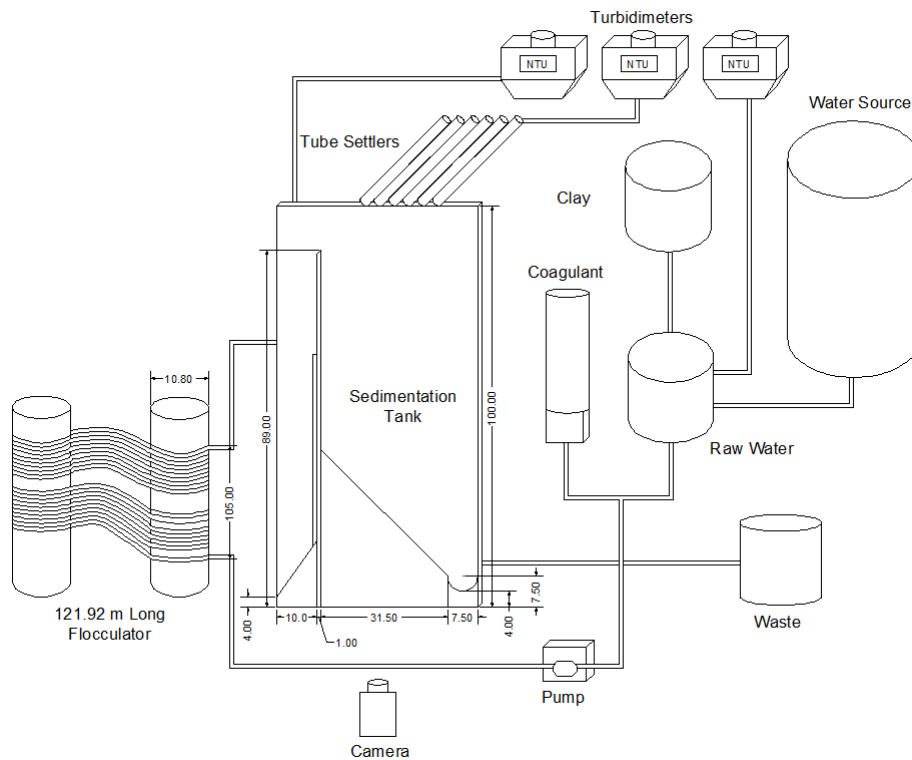 Turbidimeters
NTU
NTU
NTU
Water Source
Tube Settlers
Clay
Coagulant
10.80
89.00
Sedimentation
Tank
100.00
Raw Water
105.00
121.92 m Long
Flocculator
4.00
10.0
1.00
31.50
7.50
4.00
7.50
Waste
Pump
Camera